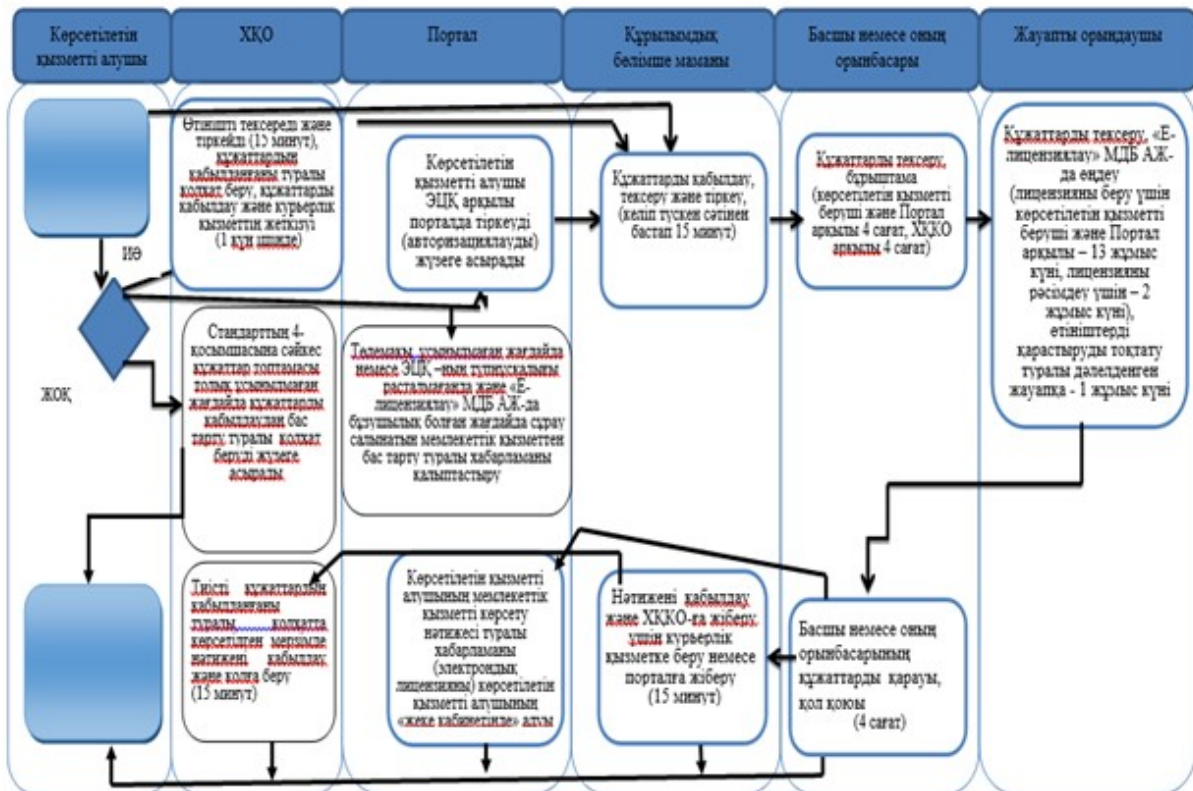 Көрсетілетін
қызметті алушы
ХҚО
Портал
Құрылымдық
бөлімше маманы
Басшы немесе оның
орынбасары
Жауапты орындаушы
Өтінішті тексереді және
тіркейді (15 минут),
құжаттардың
қабылданғаны туралы
қолхат беру, құжаттарды
қабылдау және курьерлік
қызметтің жеткізуі
(1 күн ішінде)
Көрсетілетін
қызметті алушы
ЭЦҚ арқылы
порталда тіркеуді
(авторизациялауды)
жүзеге асырады
Құжаттарды қабылдау,
тексеру және тіркеу,
(келіп түскен сәтінен
бастап 15 минут)
Құжаттарды тексеру,
бұрыштама
(көрсетілетін қызметті
беруші және Портал
арқылы 4 сағат, ХҚКО
арқылы 4 сағат)
Құжаттарды тексеру, «Е-
лицензиялау» МДБ АЖ-
да өңдеу
(лицензияны беру үшін
көрсетілетін қызметті
беруші және Портал
арқылы – 13 жұмыс
күні, лицензияны
рәсімдеу үшін – 2
жұмыс күні),
өтініштерді
қарастыруды тоқтату
туралы дәлелденген
жауапқа - 1 жұмыс күні
ИӘ
ЖОҚ
Стандарттың 4-
қосымшасына сәйкес
құжаттар топтамасы
толық ұсынылмаған
жағдайда құжаттарды
қабылдаудан бас
тарту туралы қолхат
беруді жүзеге
асырады
Төлемақы ұсынылмаған жағдайда
немесе ЭЦҚ –ның түпнұсқалығы
расталмағанда және «Е-
лицензиялау» МДБ АЖ-да
бұзушылық болған жағдайда сұрау
салынатын мемлекеттік қызметтен
бас тарту туралы хабарламаны
қалыптастыру
Тиісті құжаттардың
қабылданғаны
туралы қолхатта
көрсетілген мерзімде
нәтижені қабылдау
және қолға беру
(15 минут)
Көрсетілетін қызметті
алушының мемлекеттік
қызметті көрсету
нәтижесі туралы
хабарламаны
(электрондық
лицензияны) көрсетілетін
қызметті алушының
«жеке кабинетінде» алуы
Нәтижені қабылдау
және ХҚКО-ға жіберу
үшін курьерлік
қызметке беру немесе
порталға жіберу
(15 минут)
Басшы немесе оның
орынбасарының
құжаттарды қарауы,
қол қоюы
(4 сағат)